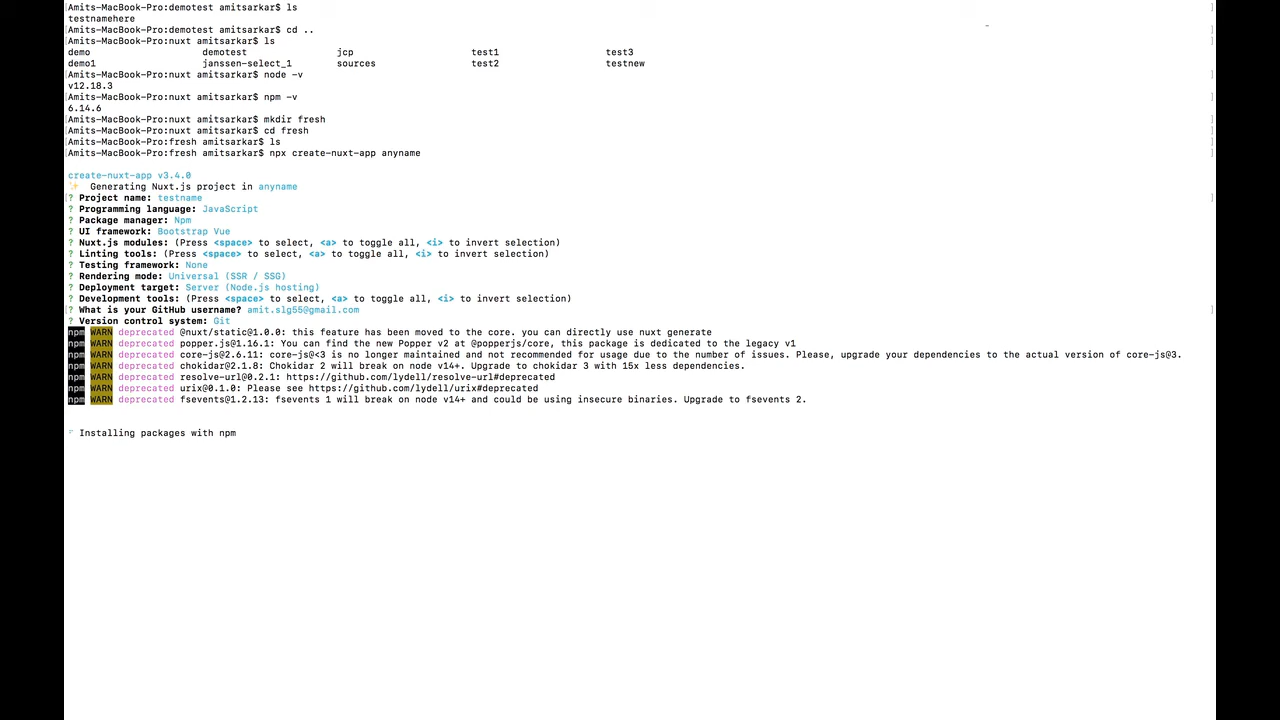 [Amits-MacBook-Pro:demotest amitsarkar$ ls
testnamehere
[Amits-MacBook-Pro:demotest amitsarkar$ cd ..
[Amits-MacBook-Pro:nuxt amitsarkar$ ls
demo demotest jcp test1 test3
demo1 janssen-select_1 sources test2 testnew
[Amits-MacBook-Pro:nuxt amitsarkar$ node -v
v12.18.3
[Amits-MacBook-Pro:nuxt amitsarkar$ npm -v
6.14.6
[Amits-MacBook-Pro:nuxt amitsarkar$ mkdir fresh
[Amits-MacBook-Pro:nuxt amitsarkar$ cd fresh
[Amits-MacBook-Pro:fresh amitsarkar$ ls
[Amits-MacBook-Pro:fresh amitsarkar$ npx create-nuxt-app anyname
create-nuxt-app v3.4.0
✨ Generating Nuxt.js project in anyname
[? Project name: testname
? Programming language: JavaScript
? Package manager: Npm
? UI framework: Bootstrap Vue
? Nuxt.js modules: (Press <space> to select, <a> to toggle all, <i> to invert selection)
? Linting tools: (Press <space> to select, <a> to toggle all, <i> to invert selection)
? Testing framework: None
? Rendering mode: Universal (SSR / SSG)
? Deployment target: Server (Node.js hosting)
? Development tools: (Press <space> to select, <a> to toggle all, <i> to invert selection)
[? What is your GitHub username? amit.slg55@gmail.com
? Version control system: Git
npm WARN deprecated @nuxt/static@1.0.0: this feature has been moved to the core. you can directly use nuxt generate
npm WARN deprecated popper.js@1.16.1: You can find the new Popper v2 at @popperjs/core, this package is dedicated to the legacy v1
npm WARN deprecated core-js@2.6.11: core-js@<3 is no longer maintained and not recommended for usage due to the number of issues. Please, upgrade your dependencies to the actual version of core-js@3.
npm WARN deprecated chokidar@2.1.8: Chokidar 2 will break on node v14+. Upgrade to chokidar 3 with 15x less dependencies.
npm WARN deprecated resolve-url@0.2.1: https://github.com/lydell/resolve-url#deprecated
npm WARN deprecated urix@0.1.0: Please see https://github.com/lydell/urix#deprecated
npm WARN deprecated fsevents@1.2.13: fsevents 1 will break on node v14+ and could be using insecure binaries. Upgrade to fsevents 2.
Installing packages with npm